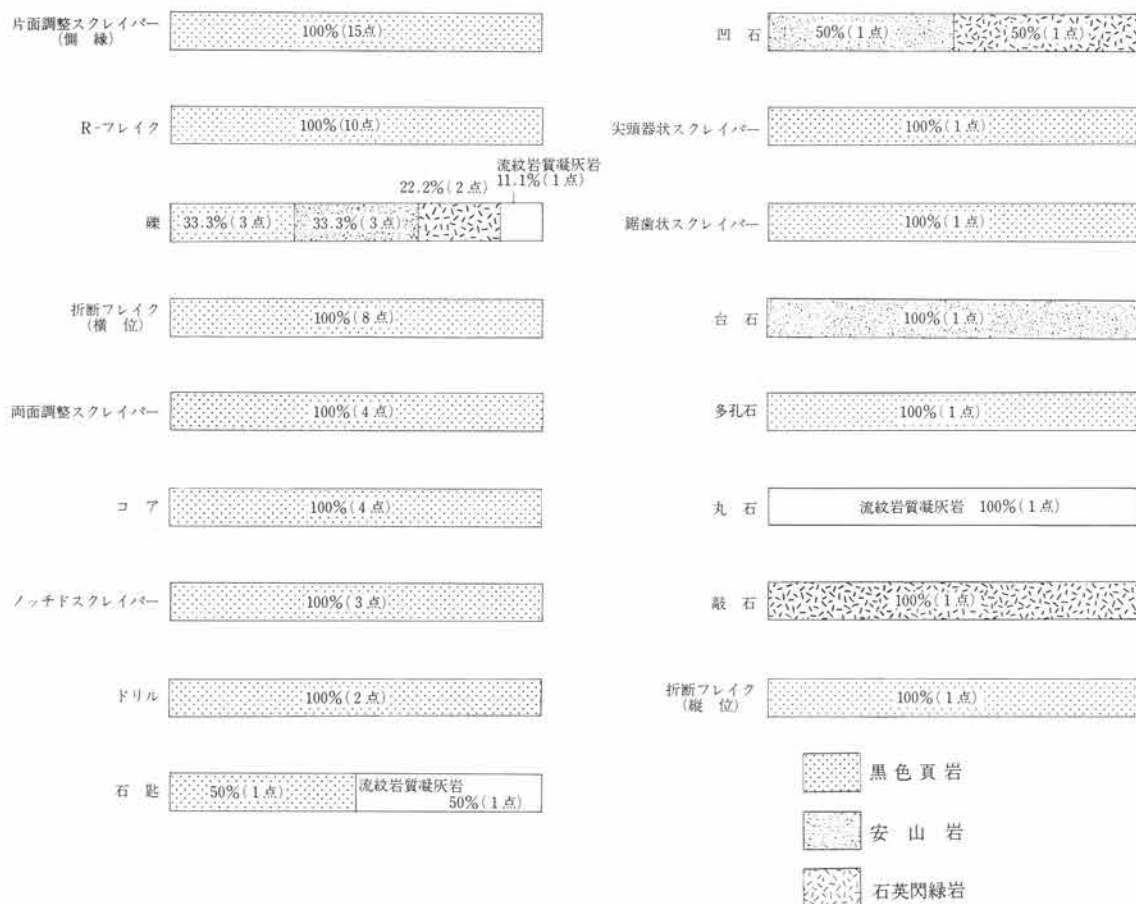 片面調整スクレイパー
(側 縁)
100%(15点)
R-フレイク
100%(10点)
流紋岩質凝灰岩
22.2%(2点) 11.1%(1点)
礫
33.3%(3点) 33.3%(3点)
折断フレイク
(横 位)
100%(8点)
両面調整スクレイパー
100%(4点)
コ ア
100%(4点)
ノッチドスクレイパー
100%(3点)
ドリル
100%(2点)
石 匙
50%(1点)
流紋岩質凝灰岩
50%(1点)
凹 石
50%(1点) 50%(1点)
尖頭器状スクレイパー
100%(1点)
鋸歯状スクレイパー
100%(1点)
台 石
100%(1点)
多孔石
100%(1点)
丸 石
流紋岩質凝灰岩 100%(1点)
敲 石
100%(1点)
折断フレイク
(縦 位)
100%(1点)
黒色頁岩
安 山 岩
石英閃緑岩